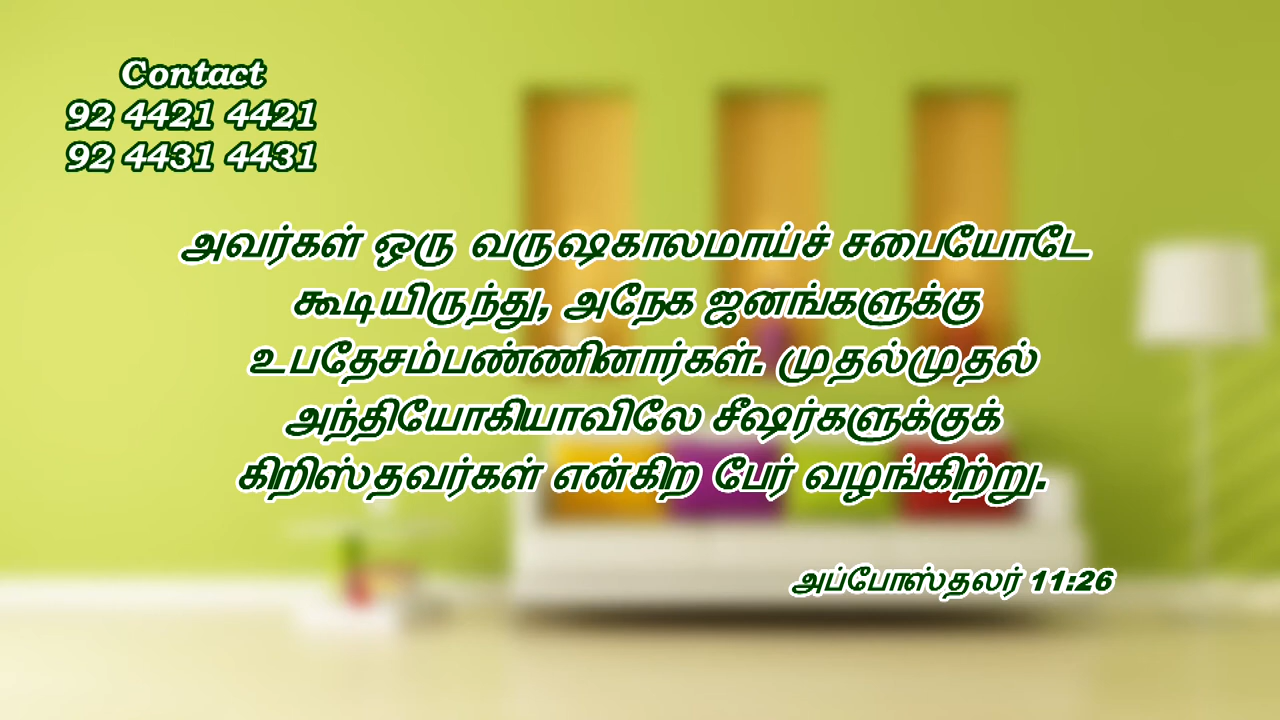 Contact
92 4421 4421
92 4431 4431
அவர்கள் ஒரு வருஷகாலமாய்ச் சபையோடே
கூடியிருந்து, அநேக ஜனங்களுக்கு
உபதேசம்பண்ணினார்கள். முதல்முதல்
அந்தியோகியாவிலே சீஷர்களுக்குக்
கிறிஸ்தவர்கள் என்கிற பேர் வழங்கிற்று.
அப்போஸ்தலர் 11:26